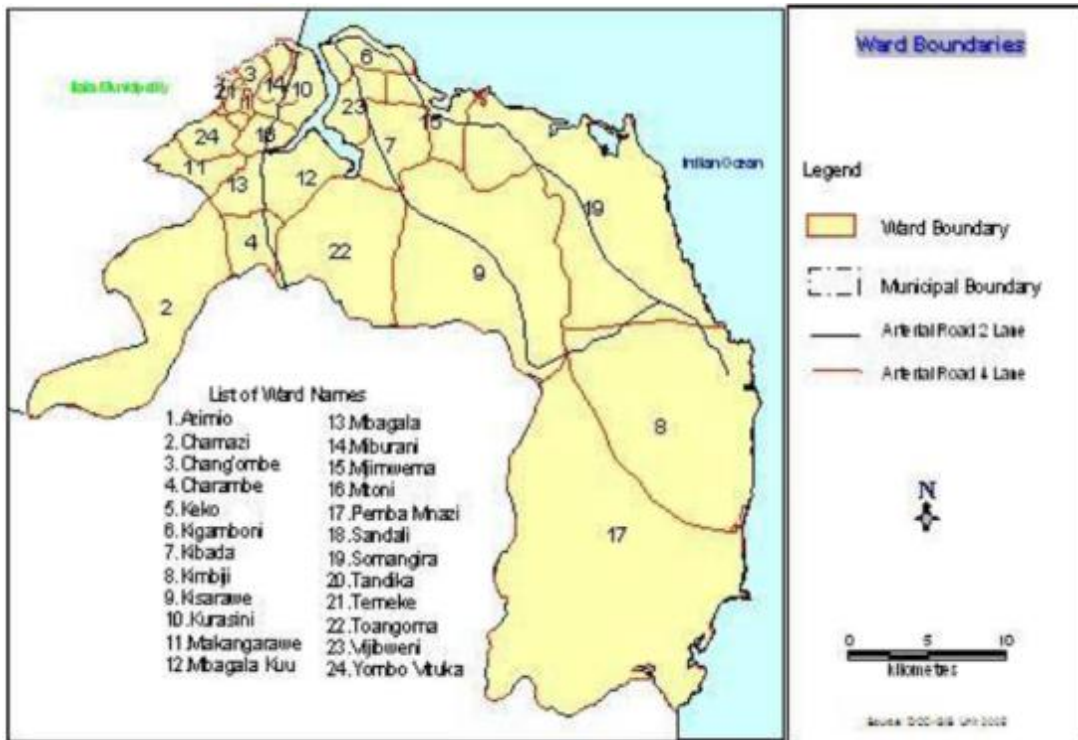 Ward Boundaries
Ilala Municipality
Indian Ocean
3
14
10
21
1
6
23
15
24
16
7
11
13
12
19
4
22
9
2
8
17
List of Ward Names
1.Azimio
2.Chamazi
3.Chang'ombe
4.Charambe
5.Keko
6.Kigamboni
7.Kibada
8.Kimbiji
9.Kisarawe
10.Kurasini
11.Makangarawe
12.Mbagala Kuu
13.Mbagala
14.Miburani
15.Mjimwema
16.Mtoni
17.Pemba Mnazi
18.Sandali
19.Somangira
20.Tandika
21.Temeke
22.Toangoma
23.Vijibweni
24.Yombo Vituka
Legend
Ward Boundary
Municipal Boundary
Arterial Road 2 Lane
Arterial Road 4 Lane
N
0 5 10
kilometres